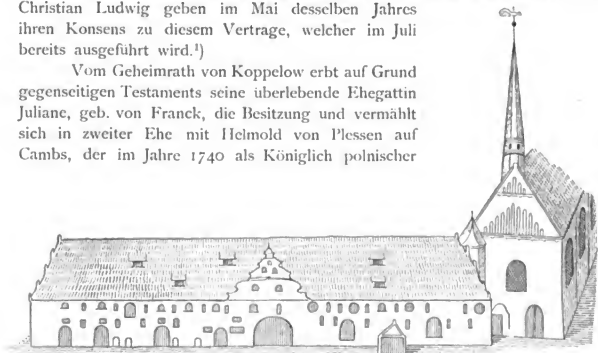 Christian Ludwig geben im Mai desselben Jahres
ihren Konsens zu diesem Vertrage, welcher im Juli
bereits ausgeführt wird.¹)
Vom Geheimrath von Koppelow erbt auf Grund
gegenseitigen Testaments seine überlebende Ehegattin
Juliane, geb. von Franck, die Besitzung und vermählt
sich in zweiter Ehe mit Helmold von Plessen auf
Cambs, der im Jahre 1740 als Königlich polnischer